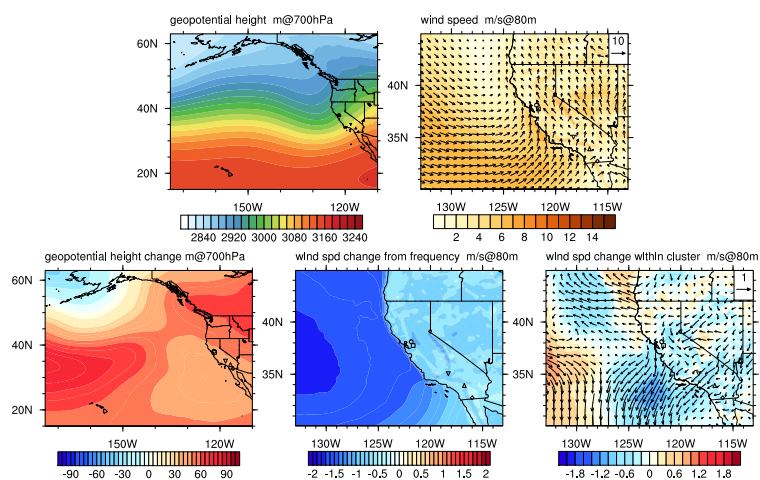 geopotential height m@700hPa
60N
40N
20N
150W 120W
2840 2920 3000 3080 3160 3240
wind speed m/s@80m
10
40N
35N
130W 125W 120W 115W
2 4 6 8 10 12 14
geopotential height change m@700hPa
60N
40N
20N
150W 120W
-90 -60 -30 0 30 60 90
wind spd change from frequency m/s@80m
40N
35N
130W 125W 120W 115W
-2 -1.5 -1 -0.5 0 0.5 1 1.5 2
wind spd change within cluster m/s@80m
1
40N
35N
130W 125W 120W 115W
-1.8 -1.2 -0.6 0 0.6 1.2 1.8